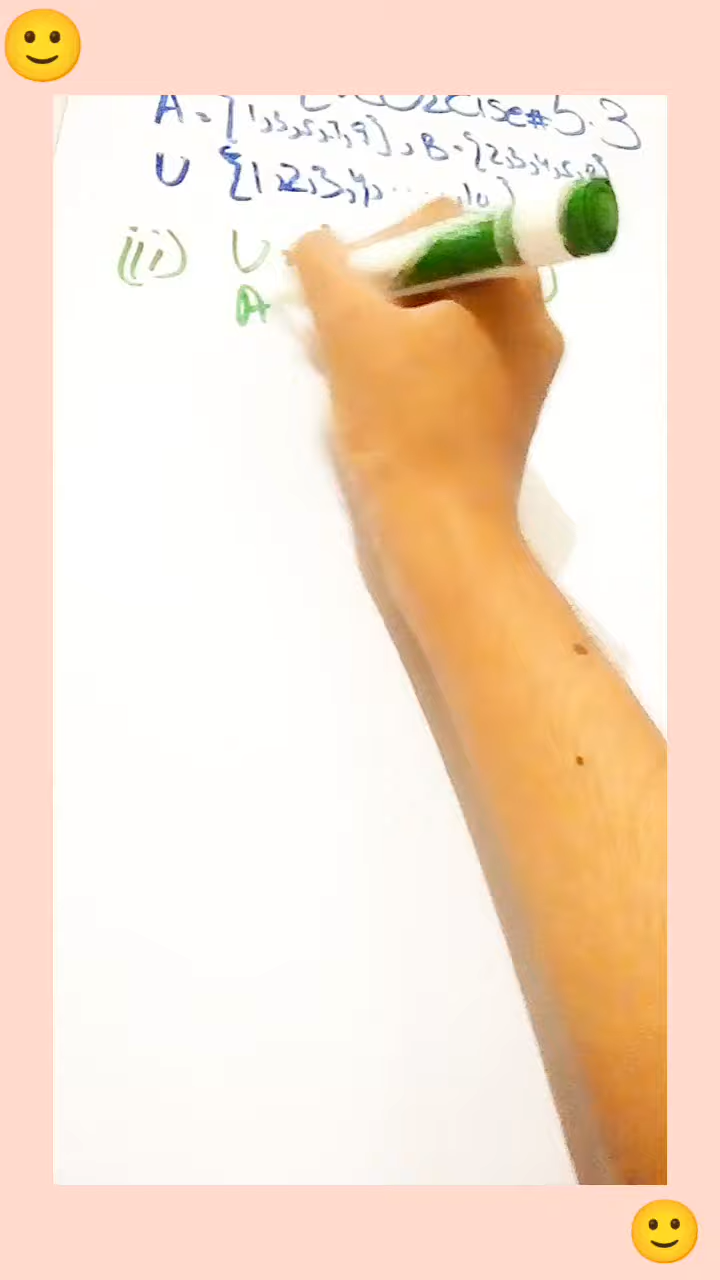 Exercise#5.3
A = {1,3,5,7,9}, B = {2,3,4,5,8}
U {1,2,3,4, ......, 10}
(ii) U
A